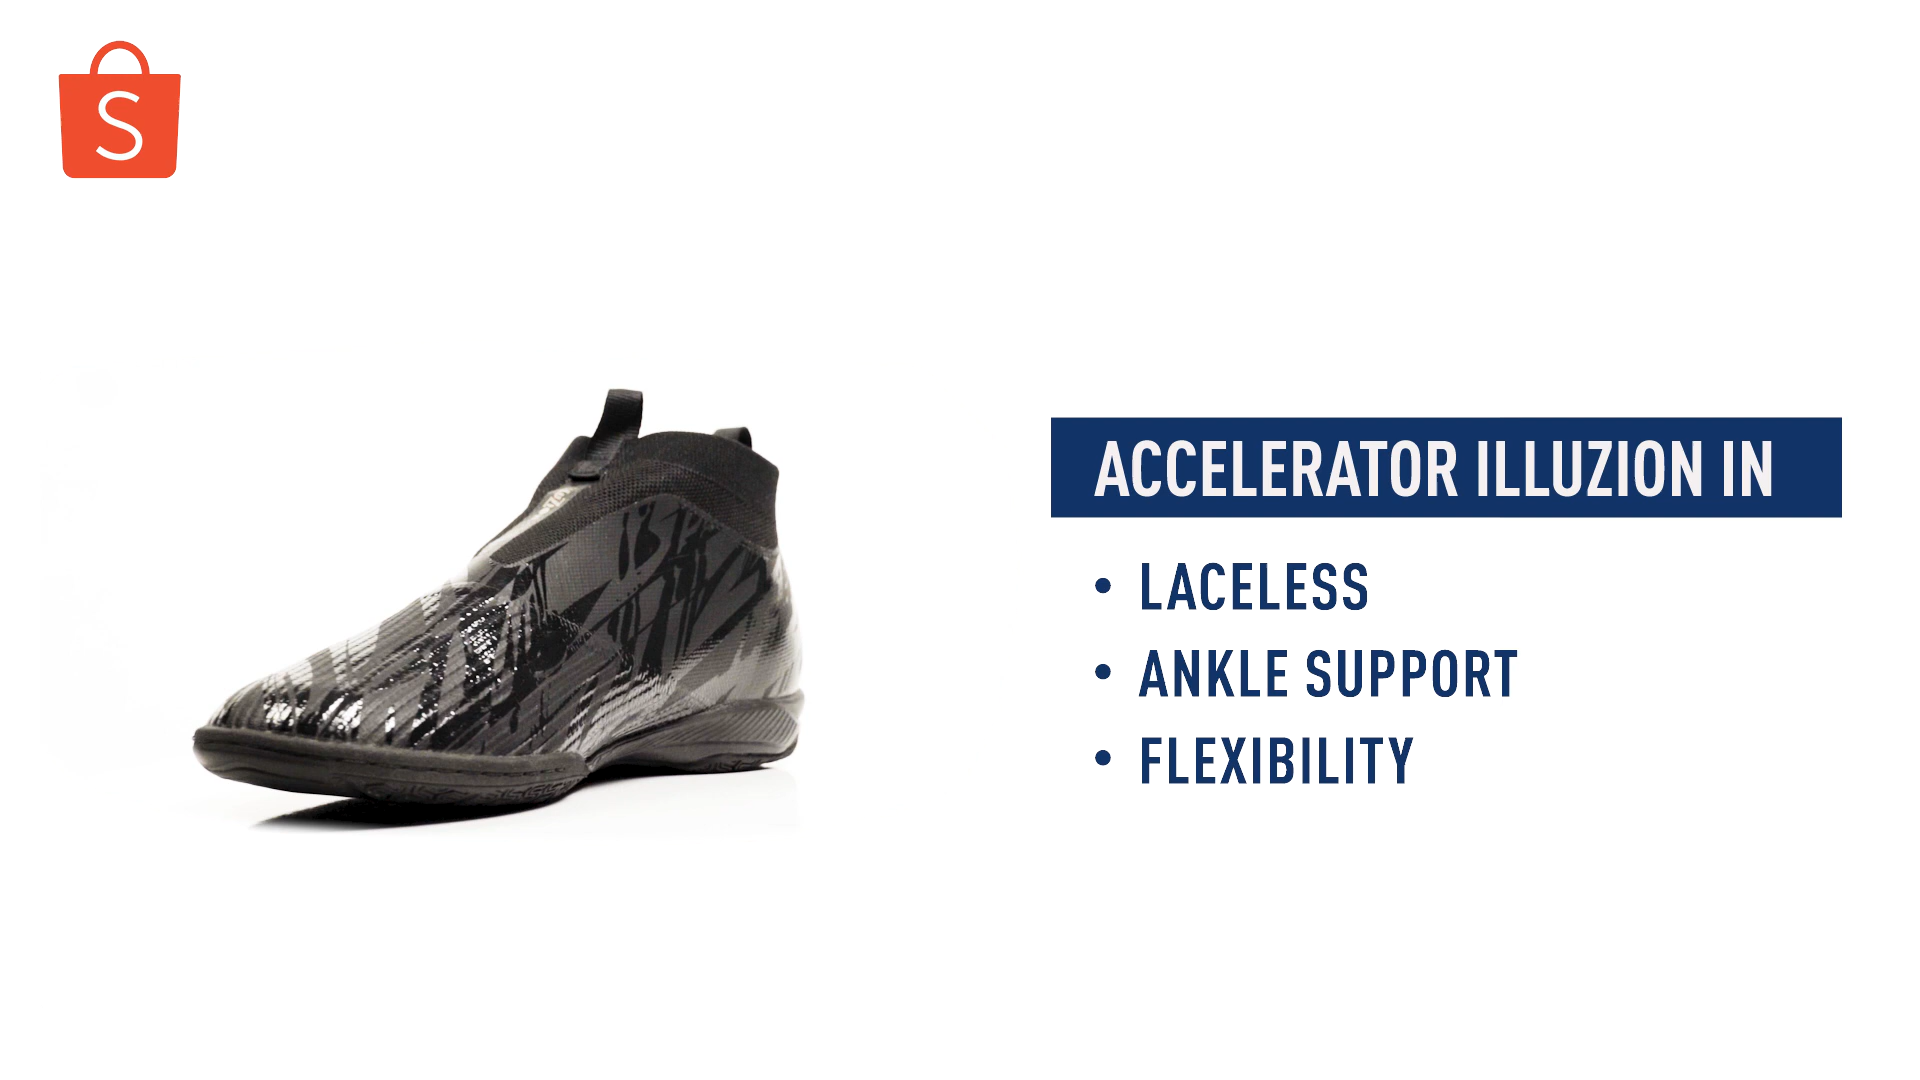 S
ACCELERATOR ILLUZION IN
• LACELESS
• ANKLE SUPPORT
• FLEXIBILITY